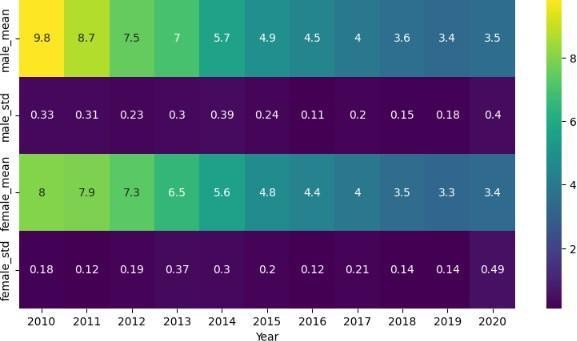 male_mean 9.8 8.7 7.5 7 5.7 4.9 4.5 4 3.6 3.4 3.5
male_std 0.33 0.31 0.23 0.3 0.39 0.24 0.11 0.2 0.15 0.18 0.4
female_mean 8 7.9 7.3 6.5 5.6 4.8 4.4 4 3.5 3.3 3.4
female_std 0.18 0.12 0.19 0.37 0.3 0.2 0.12 0.21 0.14 0.14 0.49
2010 2011 2012 2013 2014 2015 2016 2017 2018 2019 2020
Year
8
6
4
2